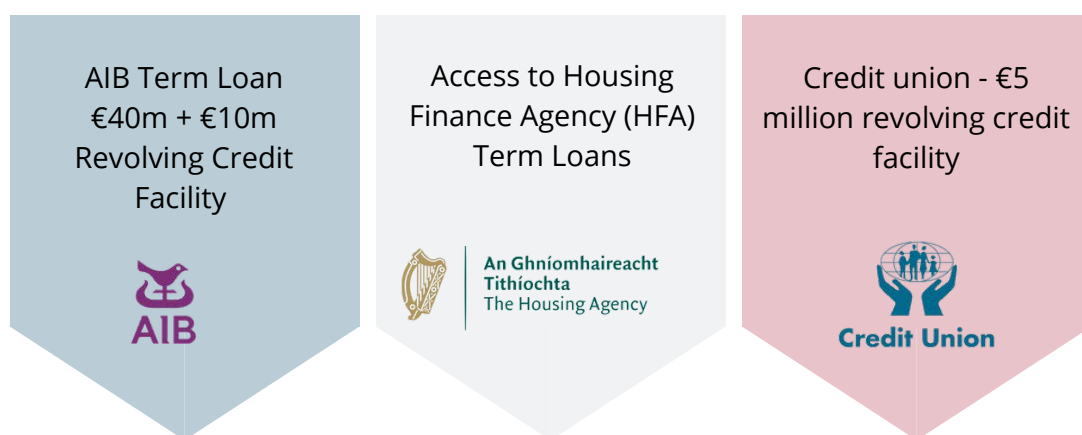 AIB Term Loan
€40m + €10m
Revolving Credit
Facility
AIB
Access to Housing
Finance Agency (HFA)
Term Loans
An Ghníomhaireacht
Tithíochta
The Housing Agency
Credit union - €5
million revolving credit
facility
Credit Union